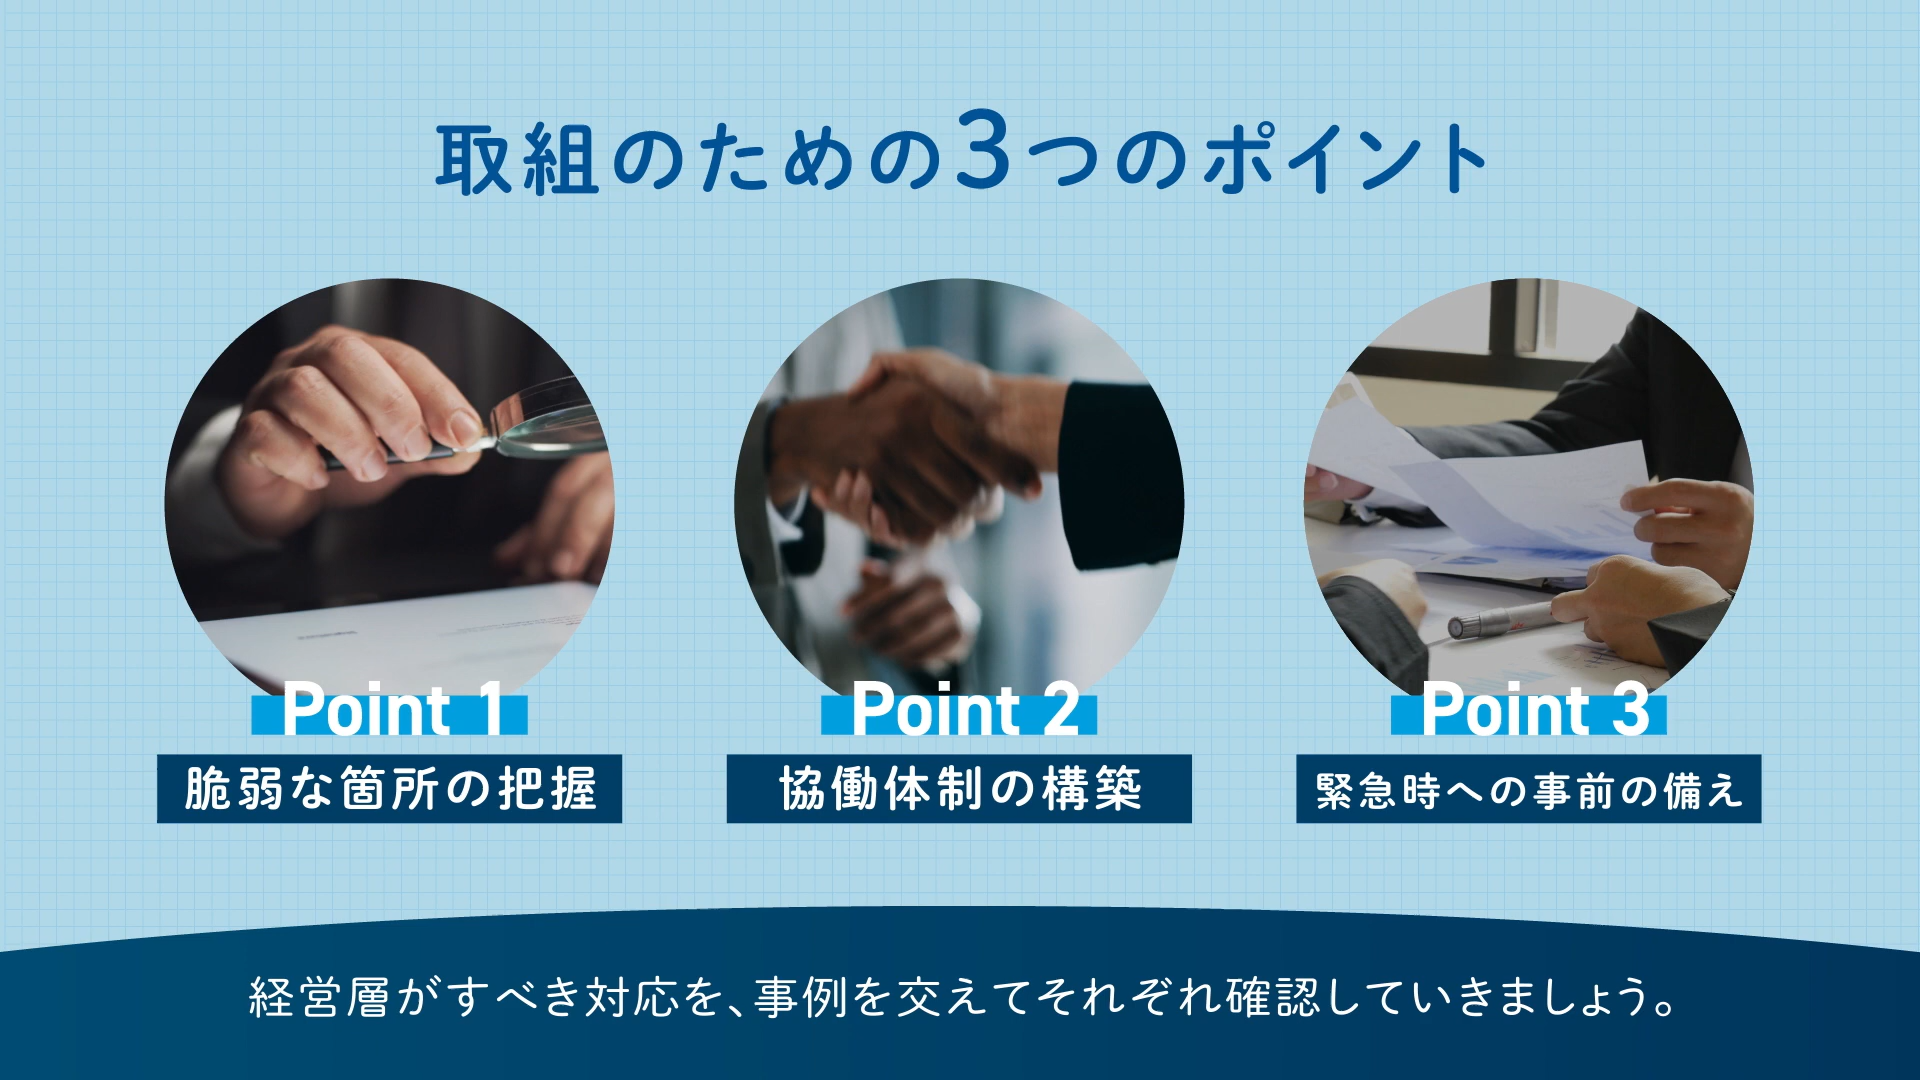 取組のための3つのポイント
Point 1
脆弱な箇所の把握
Point 2
協働体制の構築
Point 3
緊急時への事前の備え
経営層がすべき対応を、事例を交えてそれぞれ確認していきましょう。